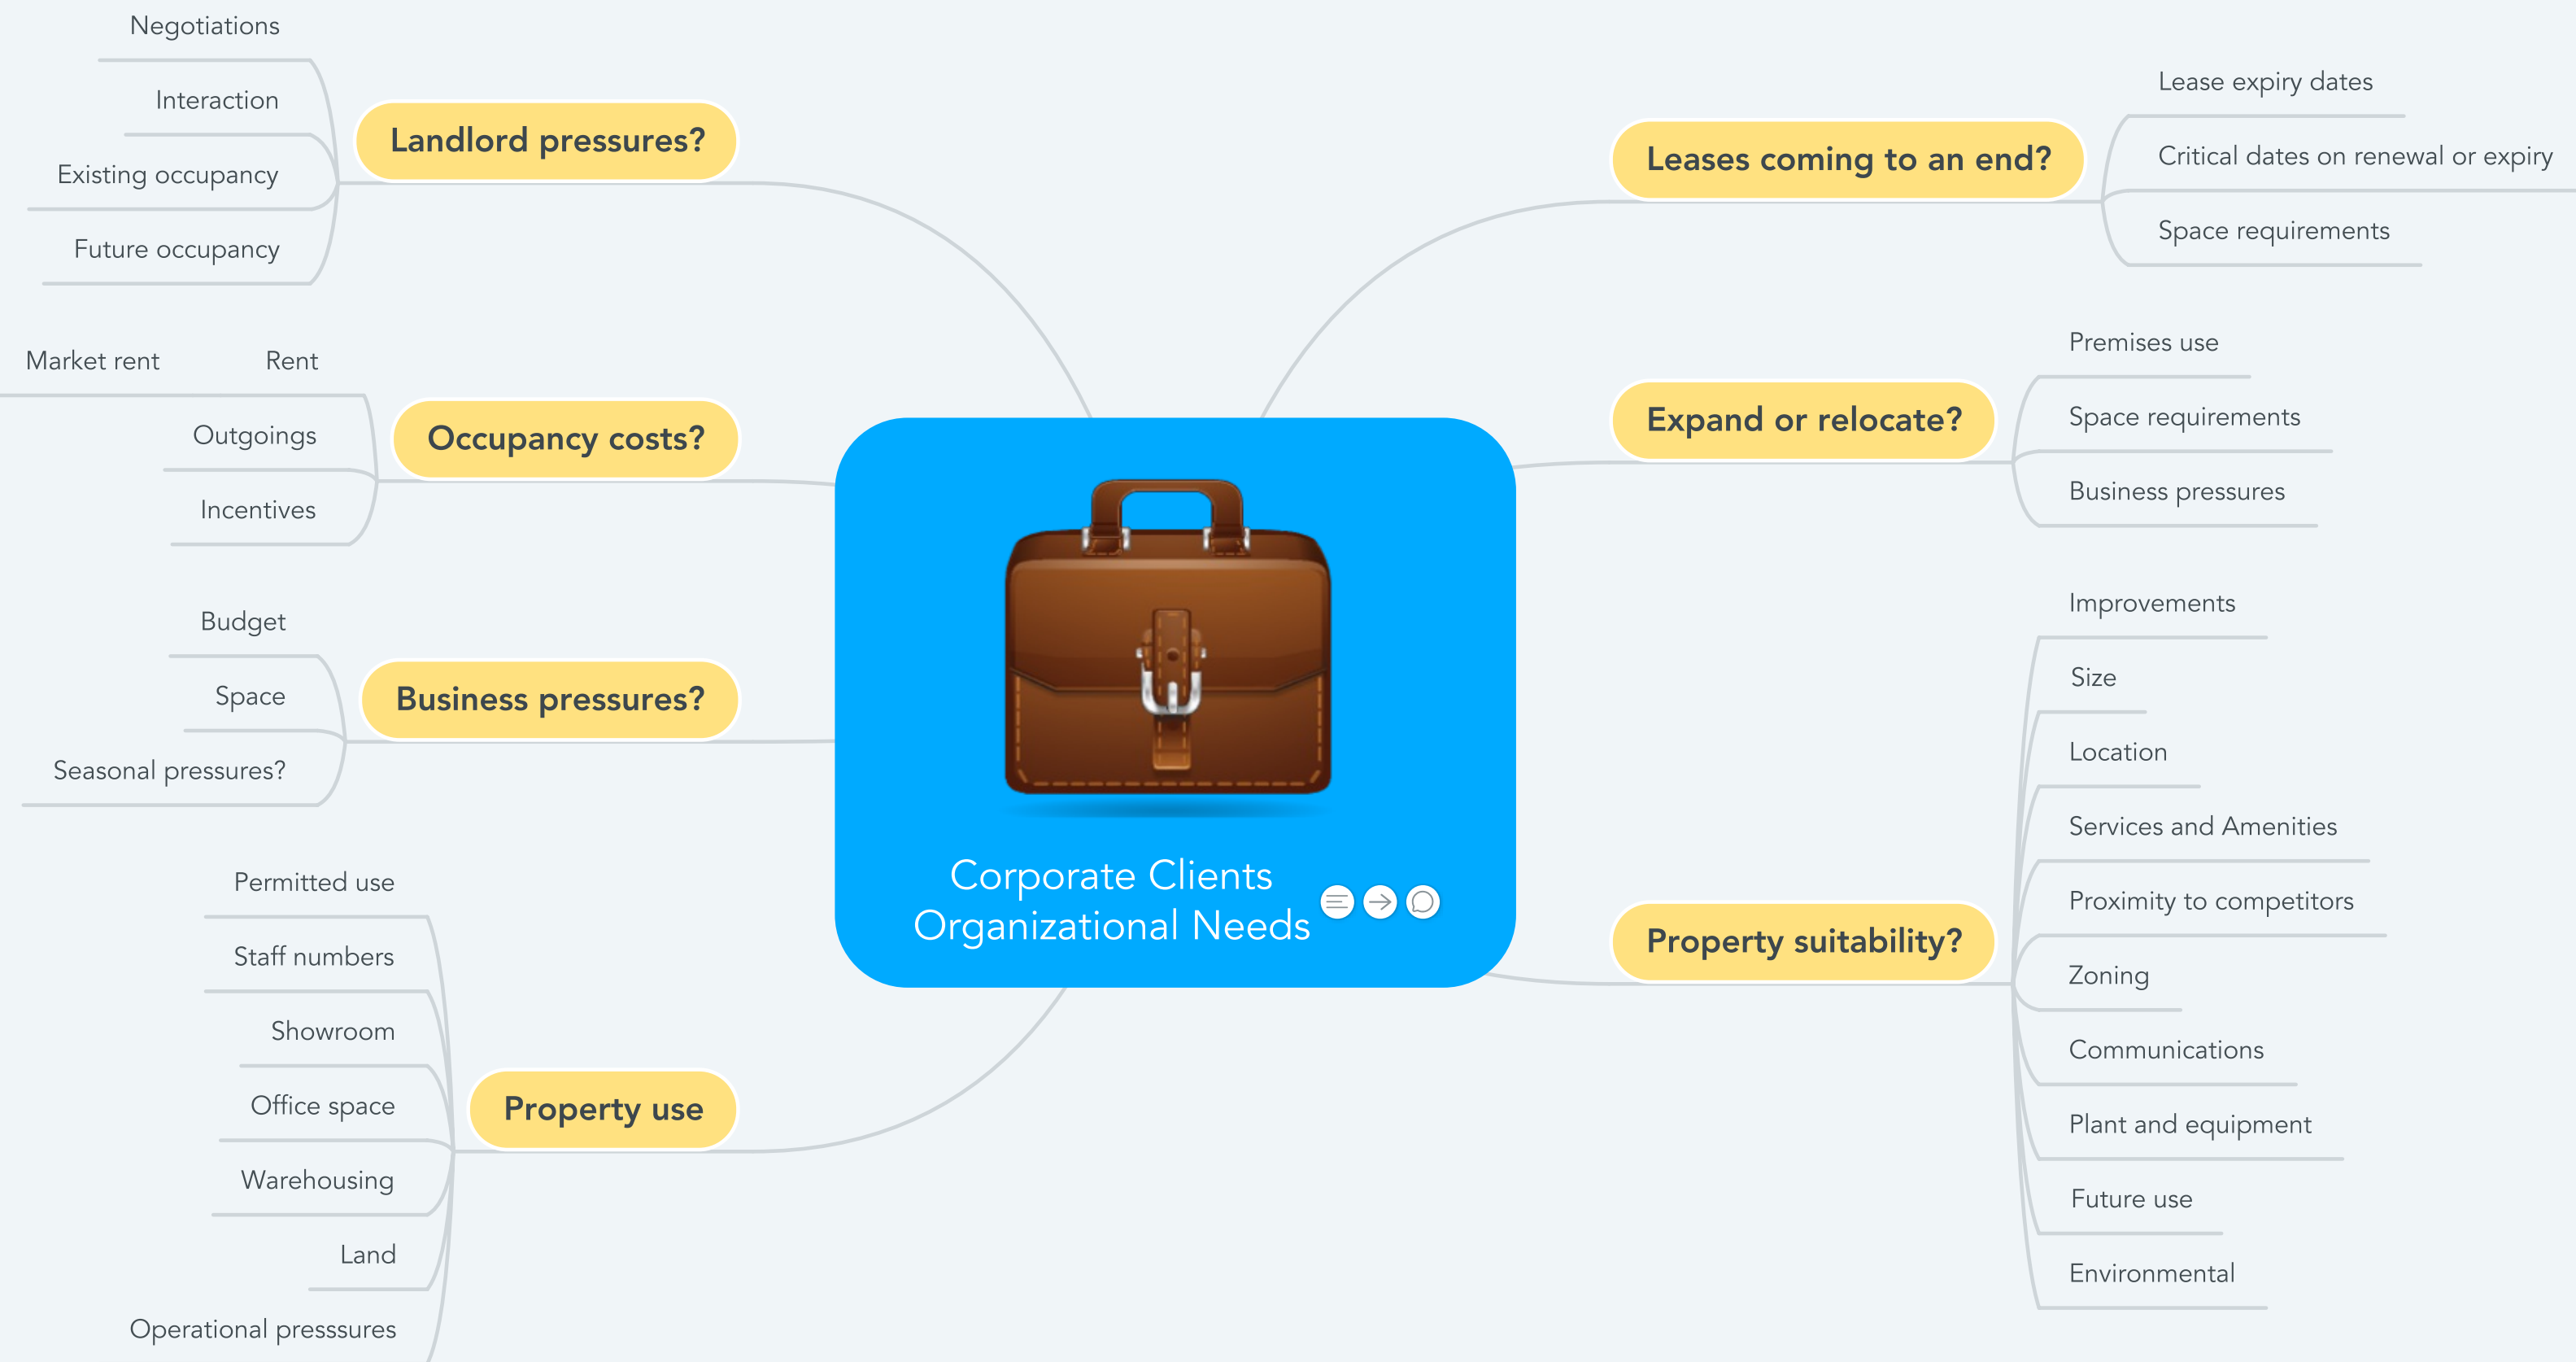 Negotiations
Interaction
Existing occupancy
Future occupancy
Landlord pressures?
Market rent
Rent
Outgoings
Incentives
Occupancy costs?
Budget
Space
Seasonal pressures?
Business pressures?
Permitted use
Staff numbers
Showroom
Office space
Warehousing
Land
Operational presssures
Property use
Corporate Clients
Organizational Needs
Leases coming to an end?
Lease expiry dates
Critical dates on renewal or expiry
Space requirements
Expand or relocate?
Premises use
Space requirements
Business pressures
Property suitability?
Improvements
Size
Location
Services and Amenities
Proximity to competitors
Zoning
Communications
Plant and equipment
Future use
Environmental